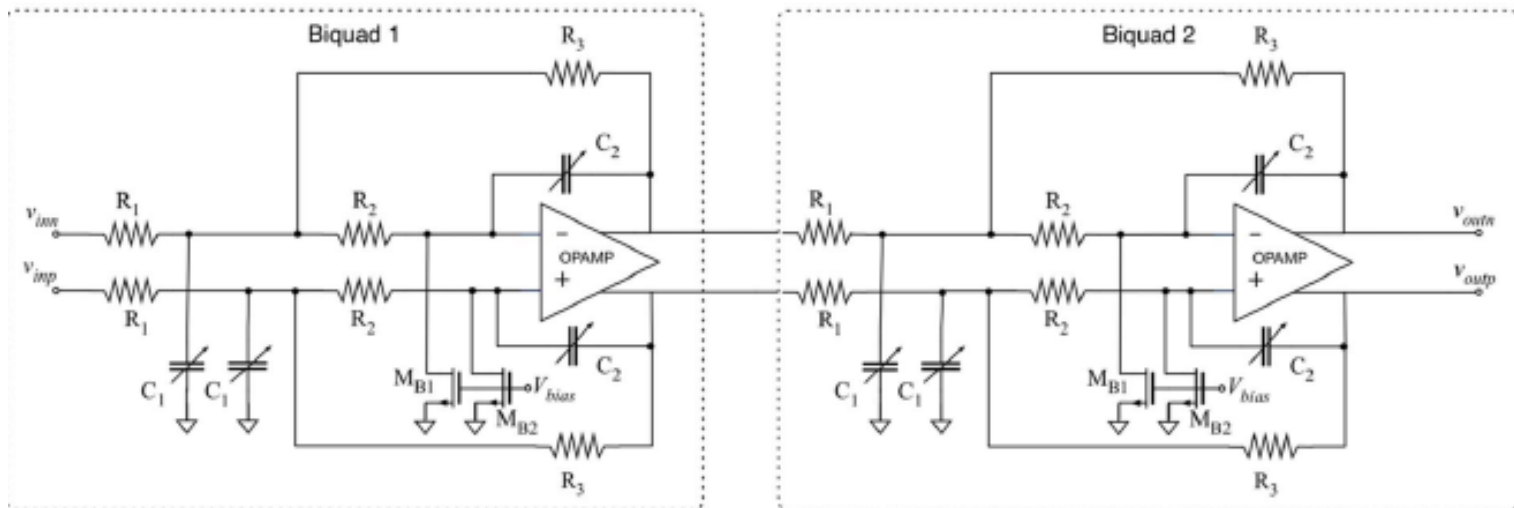 Biquad 1
R3
C2
R1
R2
vinn
−
OPAMP
+
vinp
R1
R2
C1
C1
C2
MB1
Vbias
MB2
R3
Biquad 2
R3
C2
R1
R2
voutn
−
OPAMP
+
voutp
R1
R2
C1
C1
C2
MB1
Vbias
MB2
R3